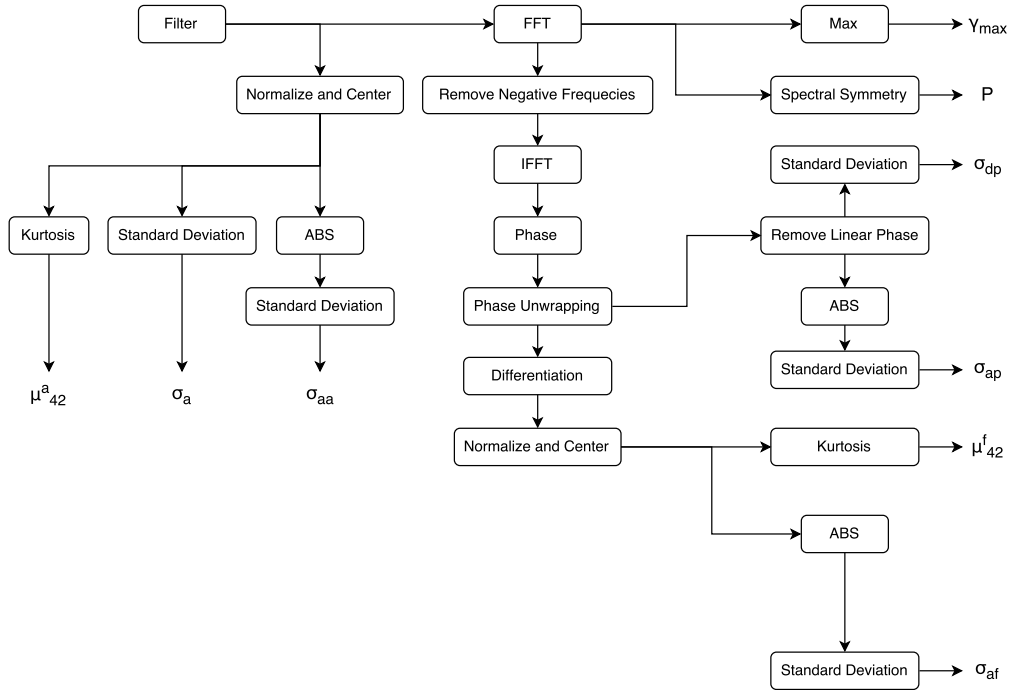 Filter
FFT
Max
γmax
Normalize and Center
Remove Negative Frequecies
Spectral Symmetry
P
IFFT
Standard Deviation
σdp
Kurtosis
Standard Deviation
ABS
Phase
Remove Linear Phase
Standard Deviation
Phase Unwrapping
ABS
Differentiation
Standard Deviation
σap
μᵃ₄₂
σa
σaa
Normalize and Center
Kurtosis
μᶠ₄₂
ABS
Standard Deviation
σaf